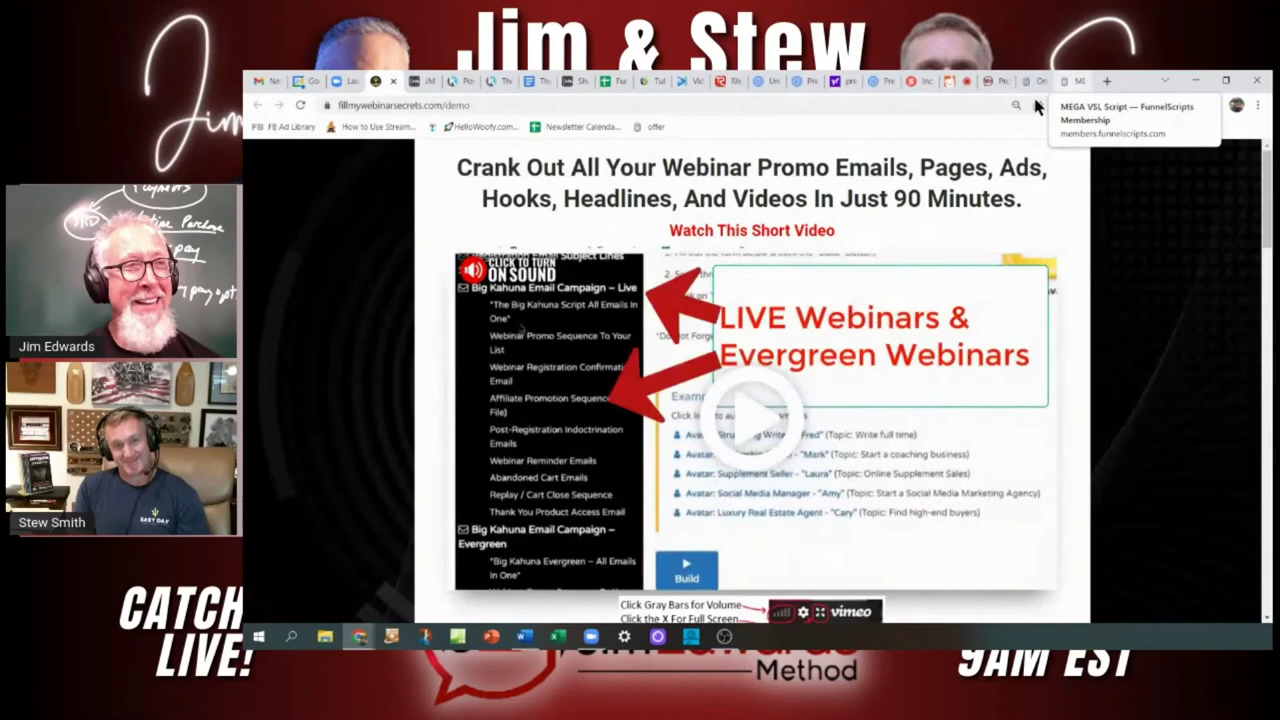 Jim & Stew
fillmywebinarsecrets.com/demo
MEGA VSL Script — FunnelScripts
Membership
members.funnelscripts.com
FB FB Ad Library
How to Use Stream...
HelloWoofy.com...
Newsletter Calenda...
offer
Crank Out All Your Webinar Promo Emails, Pages, Ads,
Hooks, Headlines, And Videos In Just 90 Minutes.
Watch This Short Video
CLICK TO TURN
ON SOUND
Big Kahuna Email Campaign – Live
"The Big Kahuna Script All Emails In
One"
Webinar Promo Sequence To Your
List
Webinar Registration Confirmati
Email
Affiliate Promotion Sequence
File)
Post-Registration Indoctrination
Emails
Webinar Reminder Emails
Abandoned Cart Emails
Replay / Cart Close Sequence
Thank You Product Access Email
Big Kahuna Email Campaign –
Evergreen
"Big Kahuna Evergreen – All Emails
In One"
LIVE Webinars &
Evergreen Webinars
"Mark" (Topic: Start a coaching business)
Avatar: Supplement Seller - "Laura" (Topic: Online Supplement Sales)
Avatar: Social Media Manager - "Amy" (Topic: Start a Social Media Marketing Agency)
Avatar: Luxury Real Estate Agent - "Cary" (Topic: Find high-end buyers)
Build
Click Gray Bars for Volume
Click the X For Full Screen
vimeo
Jim Edwards
Stew Smith
EASY DAY
CATCH
LIVE!
Method
9AM EST